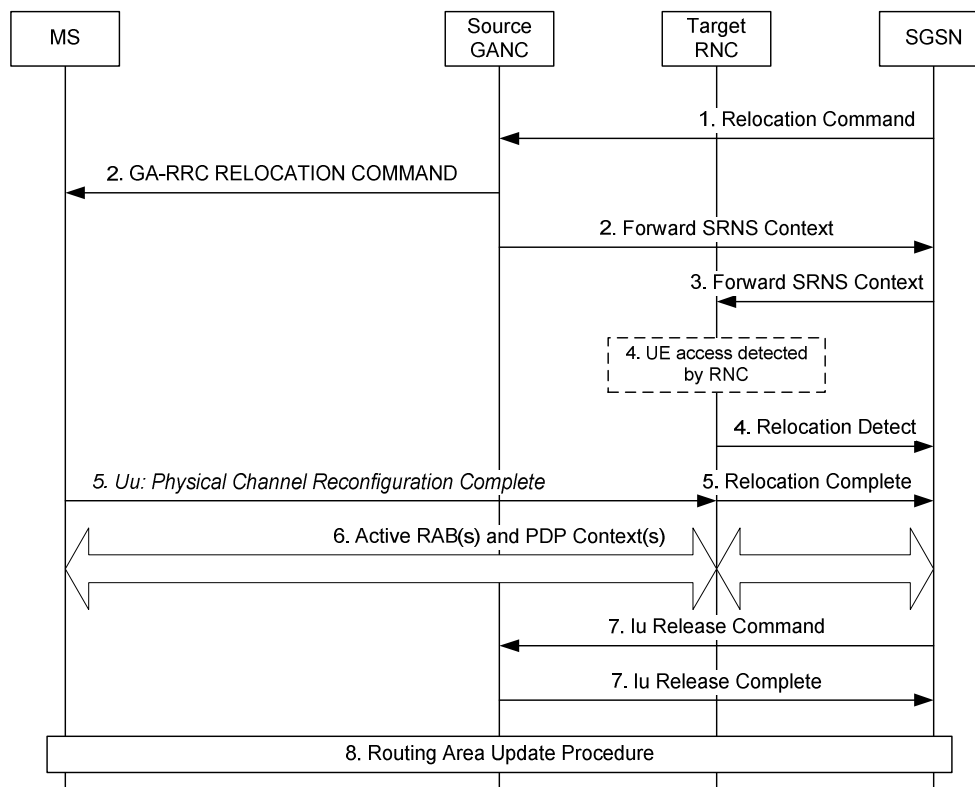 MS
Source
GANC
Target
RNC
SGSN
1. Relocation Command
2. GA-RRC RELOCATION COMMAND
2. Forward SRNS Context
3. Forward SRNS Context
4. UE access detected
by RNC
4. Relocation Detect
5. Uu: Physical Channel Reconfiguration Complete
5. Relocation Complete
6. Active RAB(s) and PDP Context(s)
7. Iu Release Command
7. Iu Release Complete
8. Routing Area Update Procedure